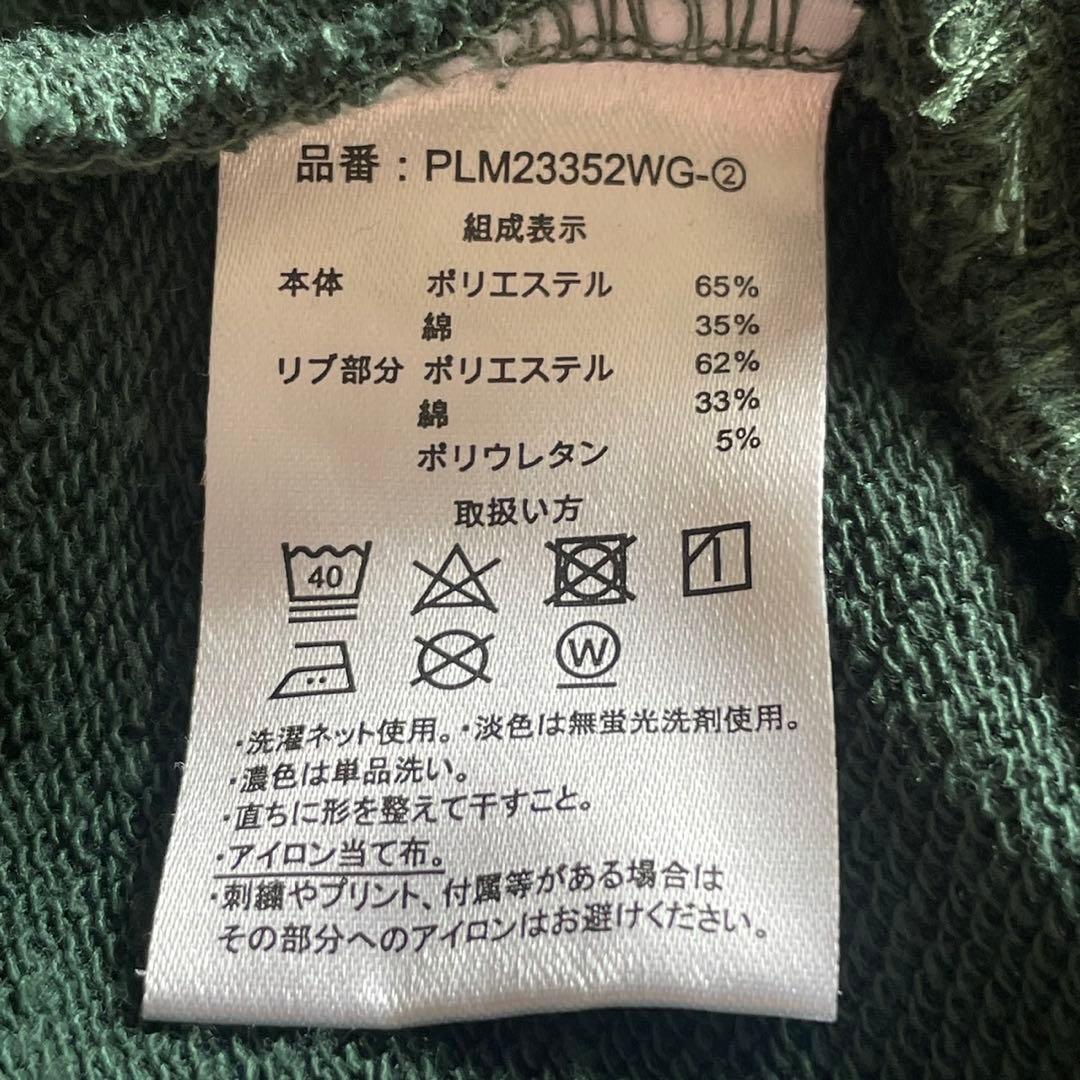 品番：PLM23352WG-②
組成表示
本体 ポリエステル 65%
綿 35%
リブ部分 ポリエステル 62%
綿 33%
ポリウレタン 5%
取扱い方
40
W
・洗濯ネット使用。・淡色は無蛍光洗剤使用。
・濃色は単品洗い。
・直ちに形を整えて干すこと。
・アイロン当て布。
・刺繍やプリント、付属等がある場合は
その部分へのアイロンはお避けください。